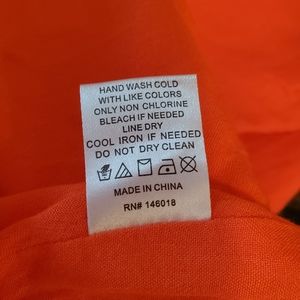 HAND WASH COLD
WITH LIKE COLORS
ONLY NON CHLORINE
BLEACH IF NEEDED
LINE DRY
COOL IRON IF NEEDED
DO NOT DRY CLEAN
MADE IN CHINA
RN# 146018